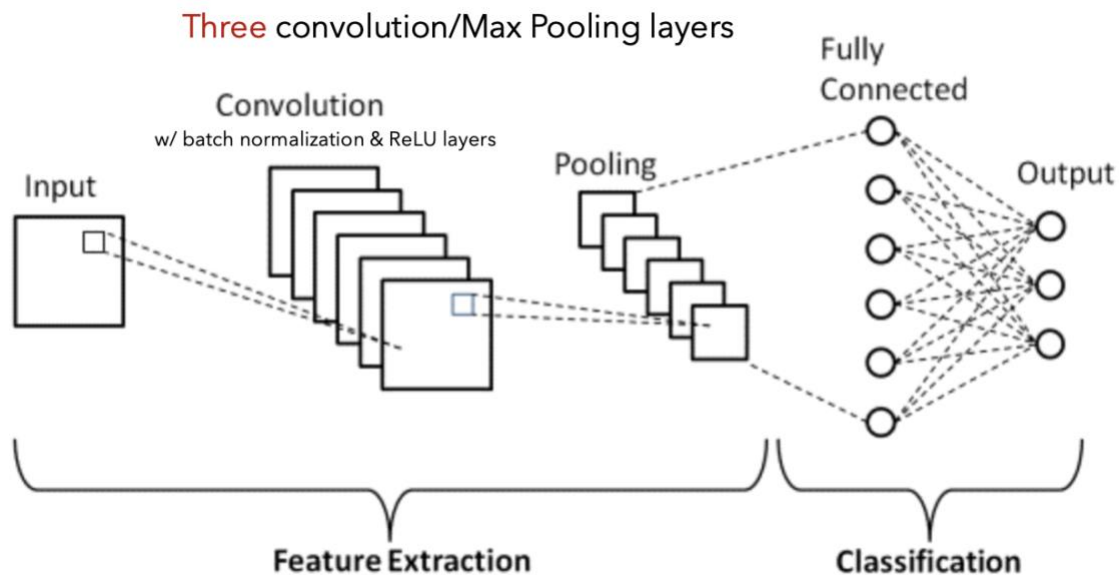 Three convolution/Max Pooling layers
Fully
Connected
Convolution
w/ batch normalization & ReLU layers
Pooling
Input
Output
Feature Extraction
Classification